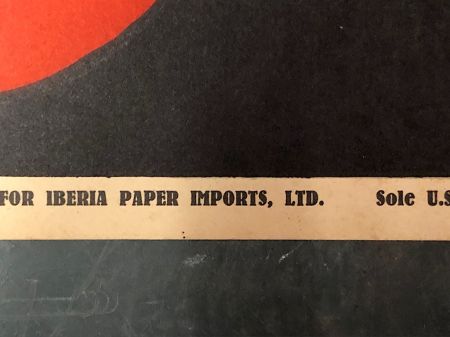 FOR IBERIA PAPER IMPORTS, LTD. Sole U.S